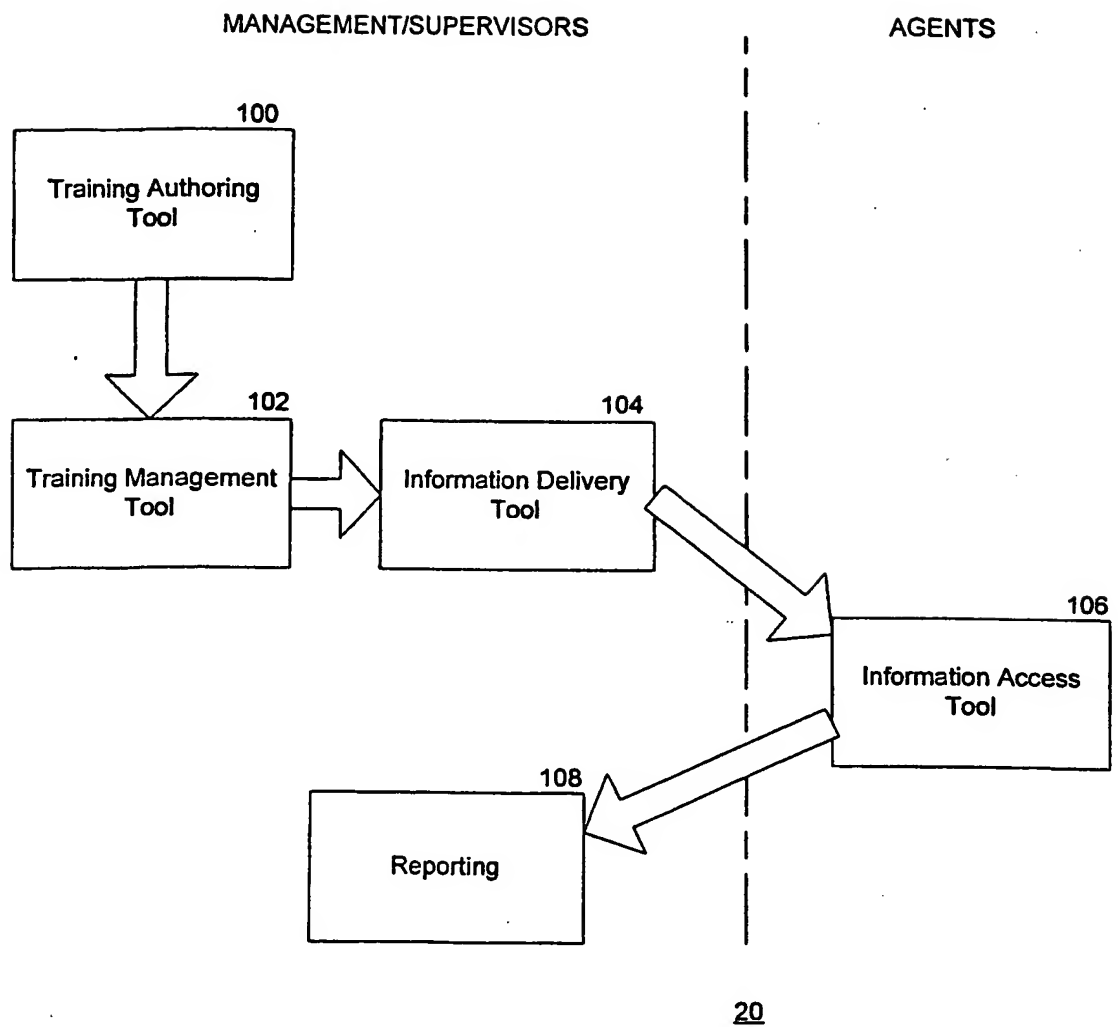 MANAGEMENT/SUPERVISORS
AGENTS
100
Training Authoring
Tool
102
Training Management
Tool
104
Information Delivery
Tool
106
Information Access
Tool
108
Reporting
20